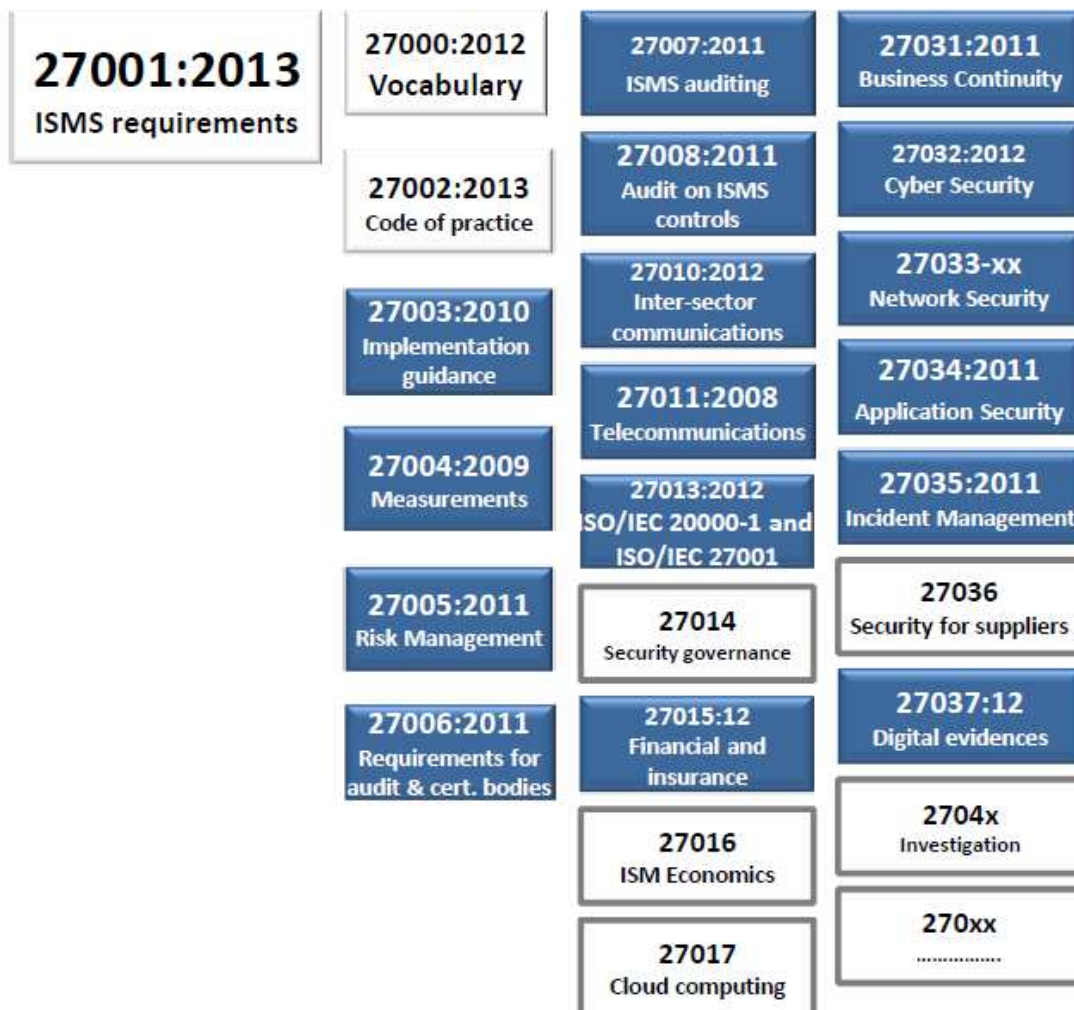 27001:2013
ISMS requirements
27000:2012
Vocabulary
27002:2013
Code of practice
27003:2010
Implementation
guidance
27004:2009
Measurements
27005:2011
Risk Management
27006:2011
Requirements for
audit & cert. bodies
27007:2011
ISMS auditing
27008:2011
Audit on ISMS
controls
27010:2012
Inter-sector
communications
27011:2008
Telecommunications
27013:2012
ISO/IEC 20000-1 and
ISO/IEC 27001
27014
Security governance
27015:12
Financial and
insurance
27016
ISM Economics
27017
Cloud computing
27031:2011
Business Continuity
27032:2012
Cyber Security
27033-xx
Network Security
27034:2011
Application Security
27035:2011
Incident Management
27036
Security for suppliers
27037:12
Digital evidences
2704x
Investigation
270xx
................